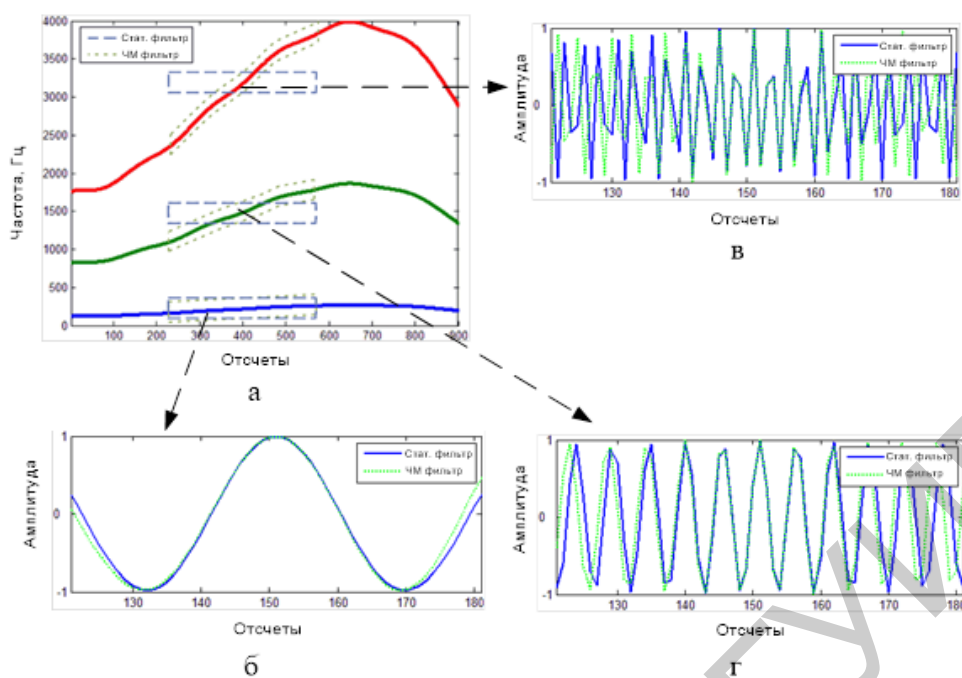 4000
3500
3000
2500
2000
1500
1000
500
0
Частота, Гц
Стат. фильтр
ЧМ фильтр
100 200 300 400 500 600 700 800 900
Отсчеты
а
1
0
-1
Амплитуда
Стат. фильтр
ЧМ фильтр
130 140 150 160 170 180
Отсчеты
в
1
0
-1
Амплитуда
Стат. фильтр
ЧМ фильтр
130 140 150 160 170 180
Отсчеты
б
1
0
-1
Амплитуда
Стат. фильтр
ЧМ фильтр
130 140 150 160 170 180
Отсчеты
г